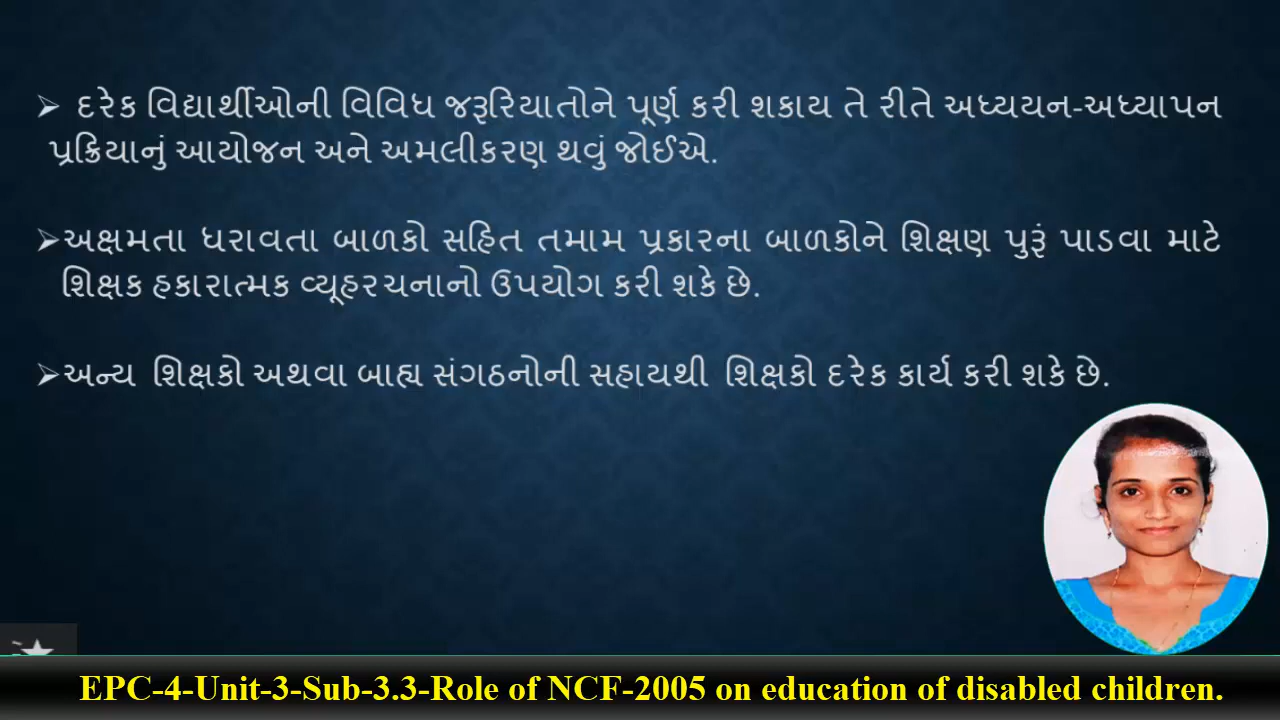 ➢ દરેક વિદ્યાર્થીઓની વિવિધ જરૂરિયાતોને પૂર્ણ કરી શકાય તે રીતે અધ્યયન-અધ્યાપન
પ્રક્રિયાનું આયોજન અને અમલીકરણ થવું જોઈએ.
➢અક્ષમતા ધરાવતા બાળકો સહિત તમામ પ્રકારના બાળકોને શિક્ષણ પુરૂં પાડવા માટે
શિક્ષક હકારાત્મક વ્યૂહરચનાનો ઉપયોગ કરી શકે છે.
➢અન્ય શિક્ષકો અથવા બાહ્ય સંગઠનોની સહાયથી શિક્ષકો દરેક કાર્ય કરી શકે છે.
EPC-4-Unit-3-Sub-3.3-Role of NCF-2005 on education of disabled children.